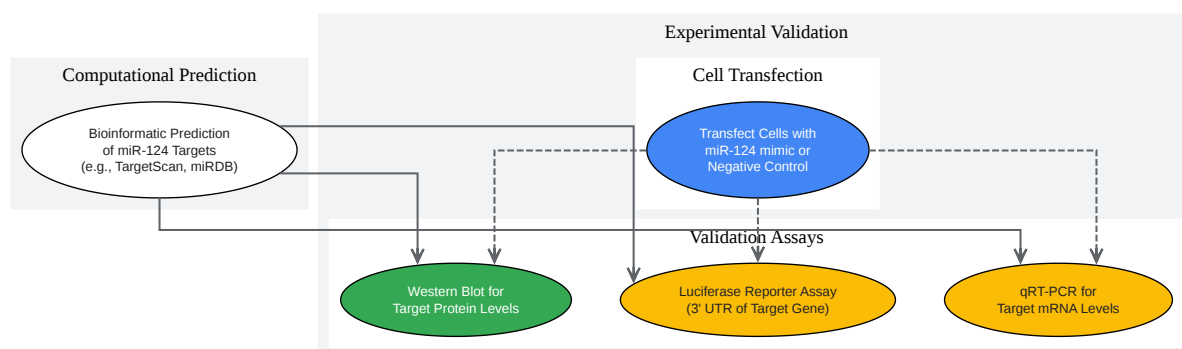 Experimental Validation
Computational Prediction
Cell Transfection
Bioinformatic Prediction
of miR-124 Targets
(e.g., TargetScan, miRDB)
Transfect Cells with
miR-124 mimic or
Negative Control
Validation Assays
Western Blot for
Target Protein Levels
Luciferase Reporter Assay
(3' UTR of Target Gene)
qRT-PCR for
Target mRNA Levels